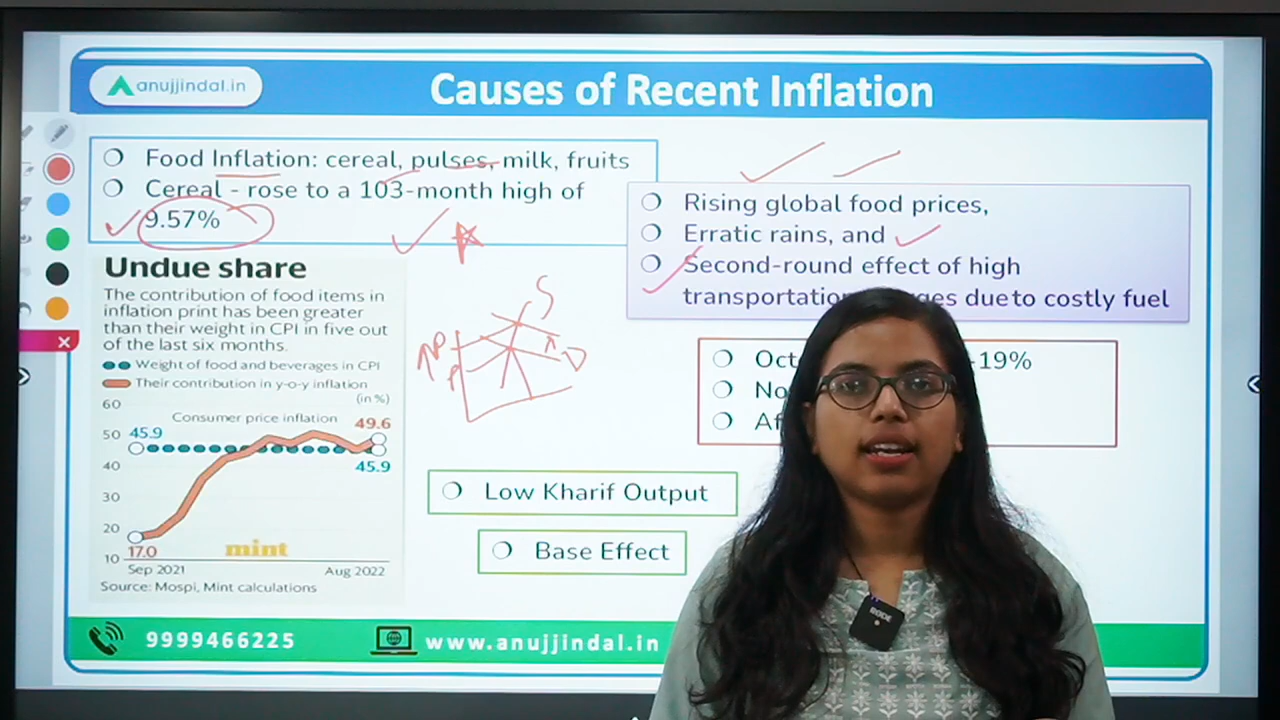 anujjindal.in
Causes of Recent Inflation
Food Inflation: cereal, pulses, milk, fruits
Cereal - rose to a 103-month high of
9.57%
Rising global food prices,
Erratic rains, and
Second-round effect of high
due to costly fuel
Undue share
The contribution of food items in
inflation print has been greater
than their weight in CPI in five out
of the last six months.
Weight of food and beverages in CPI
Their contribution in y-o-y inflation
(in %)
60
Consumer price inflation
49.6
50
45.9
40
45.9
30
20
17.0
10
mint
Sep 2021
Aug 2022
Source: Mospi, Mint calculations
S
P
P
D
19%
Low Kharif Output
Base Effect
9999466225
www.anujjindal.in
RODE